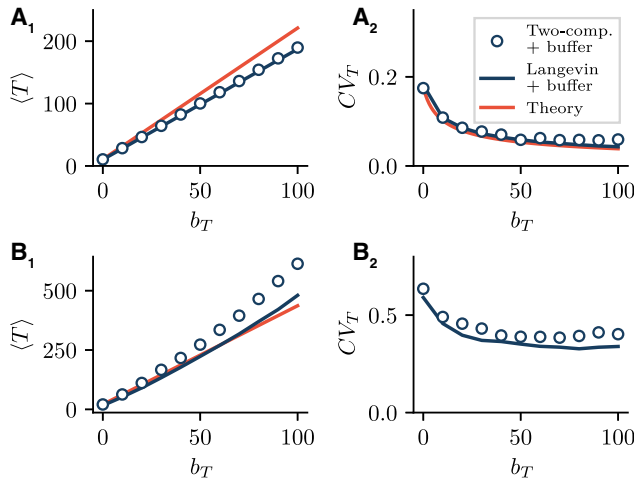 A1
200
100
0
⟨T⟩
0
50
100
b_T
A2
0.2
0.0
CV_T
0
50
100
b_T
Two-comp.
+ buffer
Langevin
+ buffer
Theory
B1
500
250
0
⟨T⟩
0
50
100
b_T
B2
0.5
0.0
CV_T
0
50
100
b_T